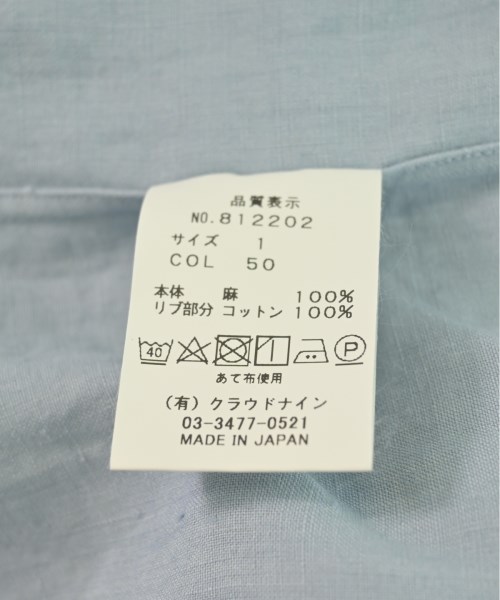 品質表示
NO.812202
サイズ 1
COL 50
本体 麻 100%
リブ部分 コットン 100%
40 P
あて布使用
(有) クラウドナイン
03-3477-0521
MADE IN JAPAN